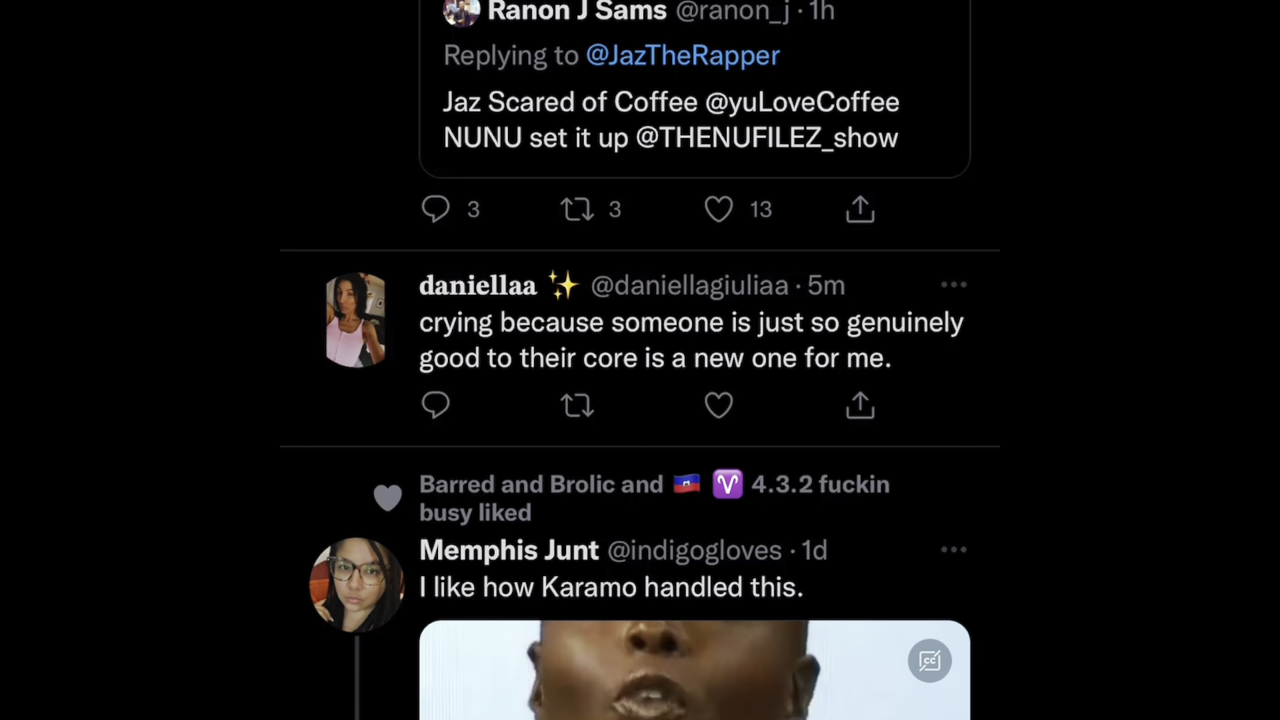 Ranon J Sams @ranon_j · 1h
Replying to @JazTheRapper
Jaz Scared of Coffee @yuLoveCoffee
NUNU set it up @THENUFILEZ_show
3 3 13
daniellaa ✨ @daniellagiuliaa · 5m
crying because someone is just so genuinely
good to their core is a new one for me.
Barred and Brolic and 🇭🇹 ♈ 4.3.2 fuckin
busy liked
Memphis Junt @indigogloves · 1d
I like how Karamo handled this.
cc